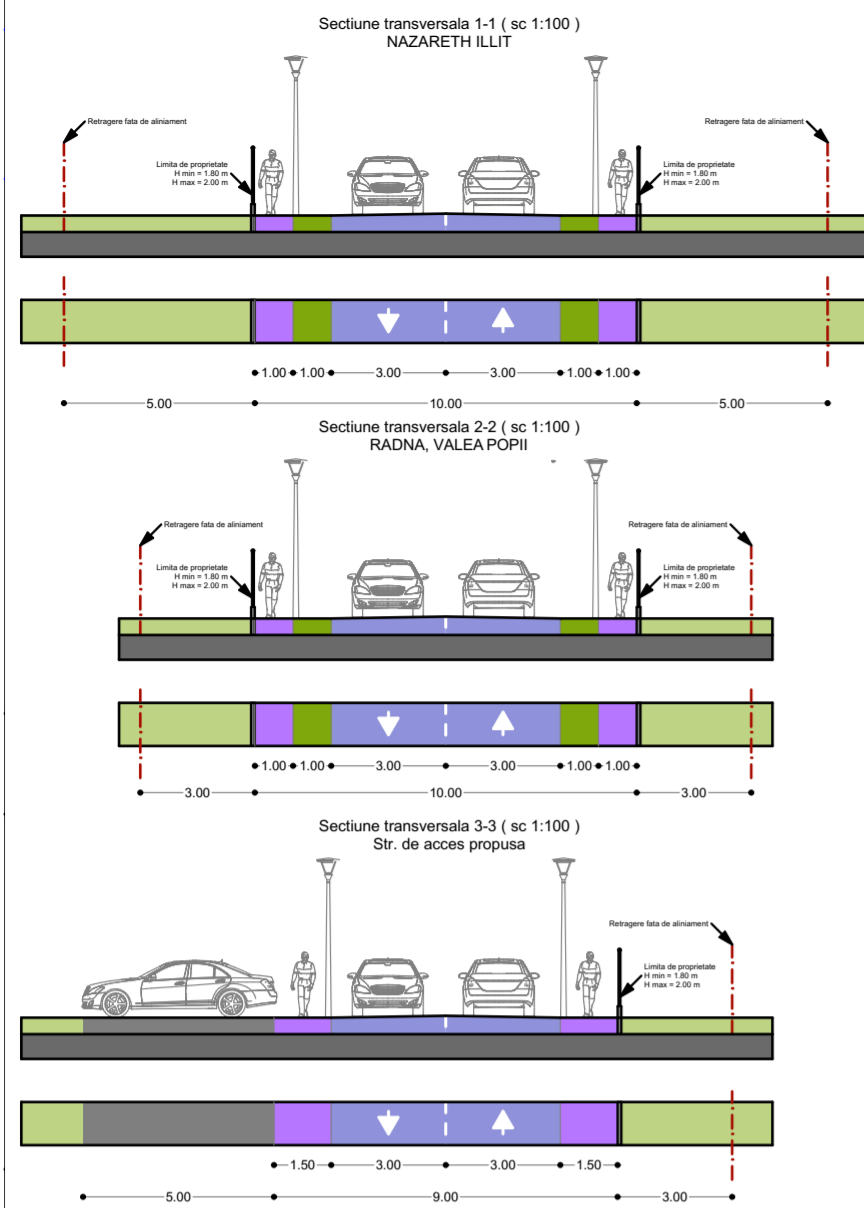 Sectiune transversala 1-1 ( sc 1:100 )
NAZARETH ILLIT
Retragere fata de aliniament
Retragere fata de aliniament
Limita de proprietate
H min = 1.80 m
H max = 2.00 m
Limita de proprietate
H min = 1.80 m
H max = 2.00 m
1.00 1.00 3.00 3.00 1.00 1.00
5.00 10.00 5.00
Sectiune transversala 2-2 ( sc 1:100 )
RADNA, VALEA POPII
Retragere fata de aliniament
Retragere fata de aliniament
Limita de proprietate
H min = 1.80 m
H max = 2.00 m
Limita de proprietate
H min = 1.80 m
H max = 2.00 m
1.00 1.00 3.00 3.00 1.00 1.00
3.00 10.00 3.00
Sectiune transversala 3-3 ( sc 1:100 )
Str. de acces propusa
Retragere fata de aliniament
Limita de proprietate
H min = 1.80 m
H max = 2.00 m
1.50 3.00 3.00 1.50
5.00 9.00 3.00